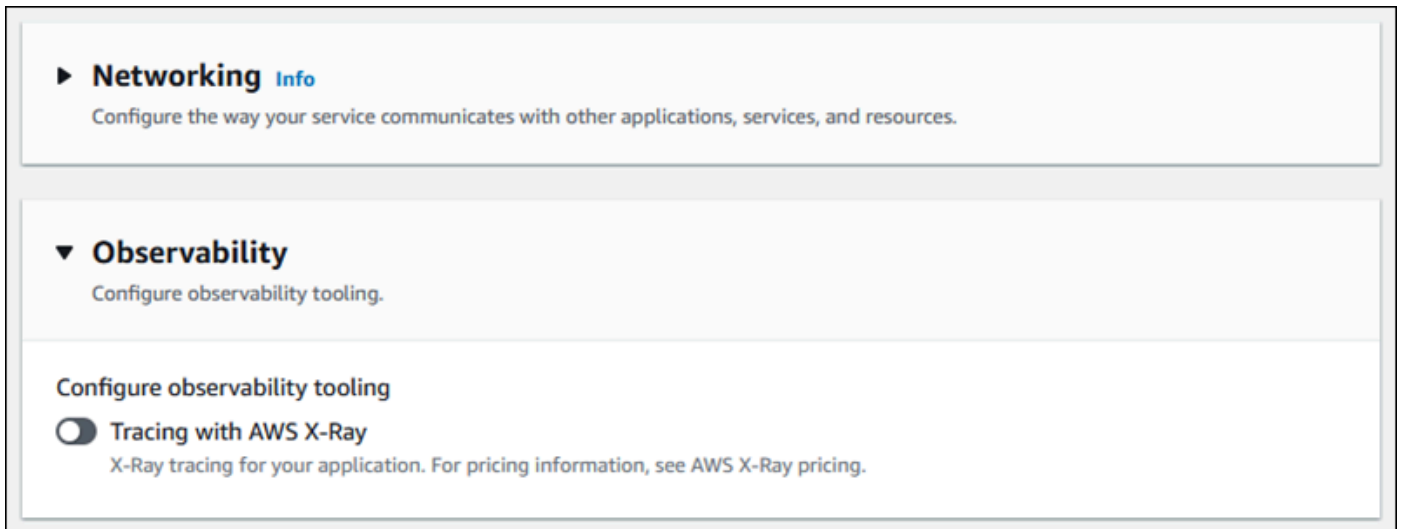 Networking Info
Configure the way your service communicates with other applications, services, and resources.
Observability
Configure observability tooling.
Configure observability tooling
Tracing with AWS X-Ray
X-Ray tracing for your application. For pricing information, see AWS X-Ray pricing.